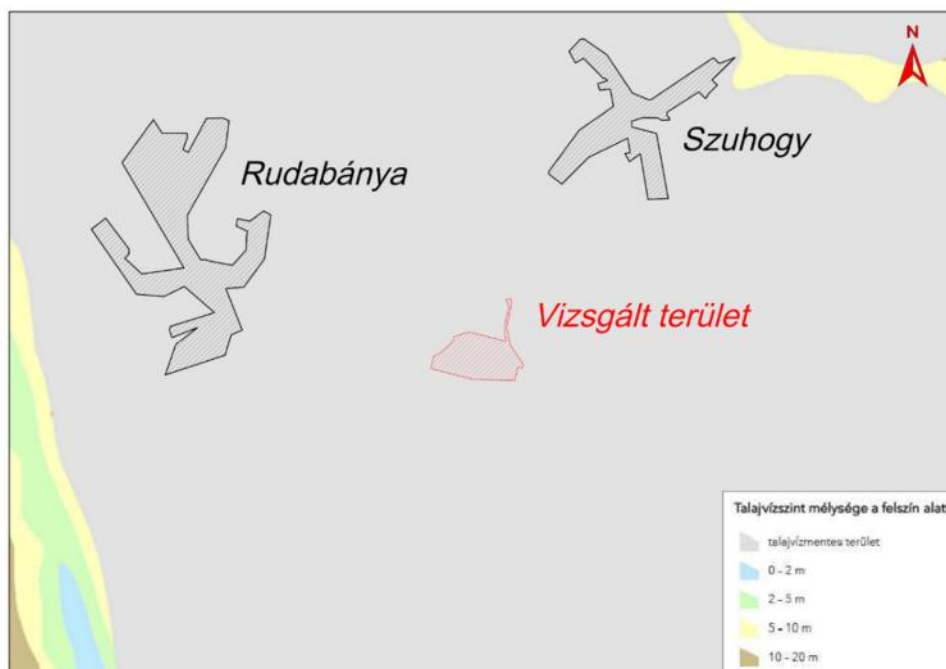 N
Szuhogy
Rudabánya
Vizsgált terület
Talajvízszint mélysége a felszín alat
talajvízmentes terület
0 - 2 m
2 - 5 m
5 - 10 m
10 - 20 m